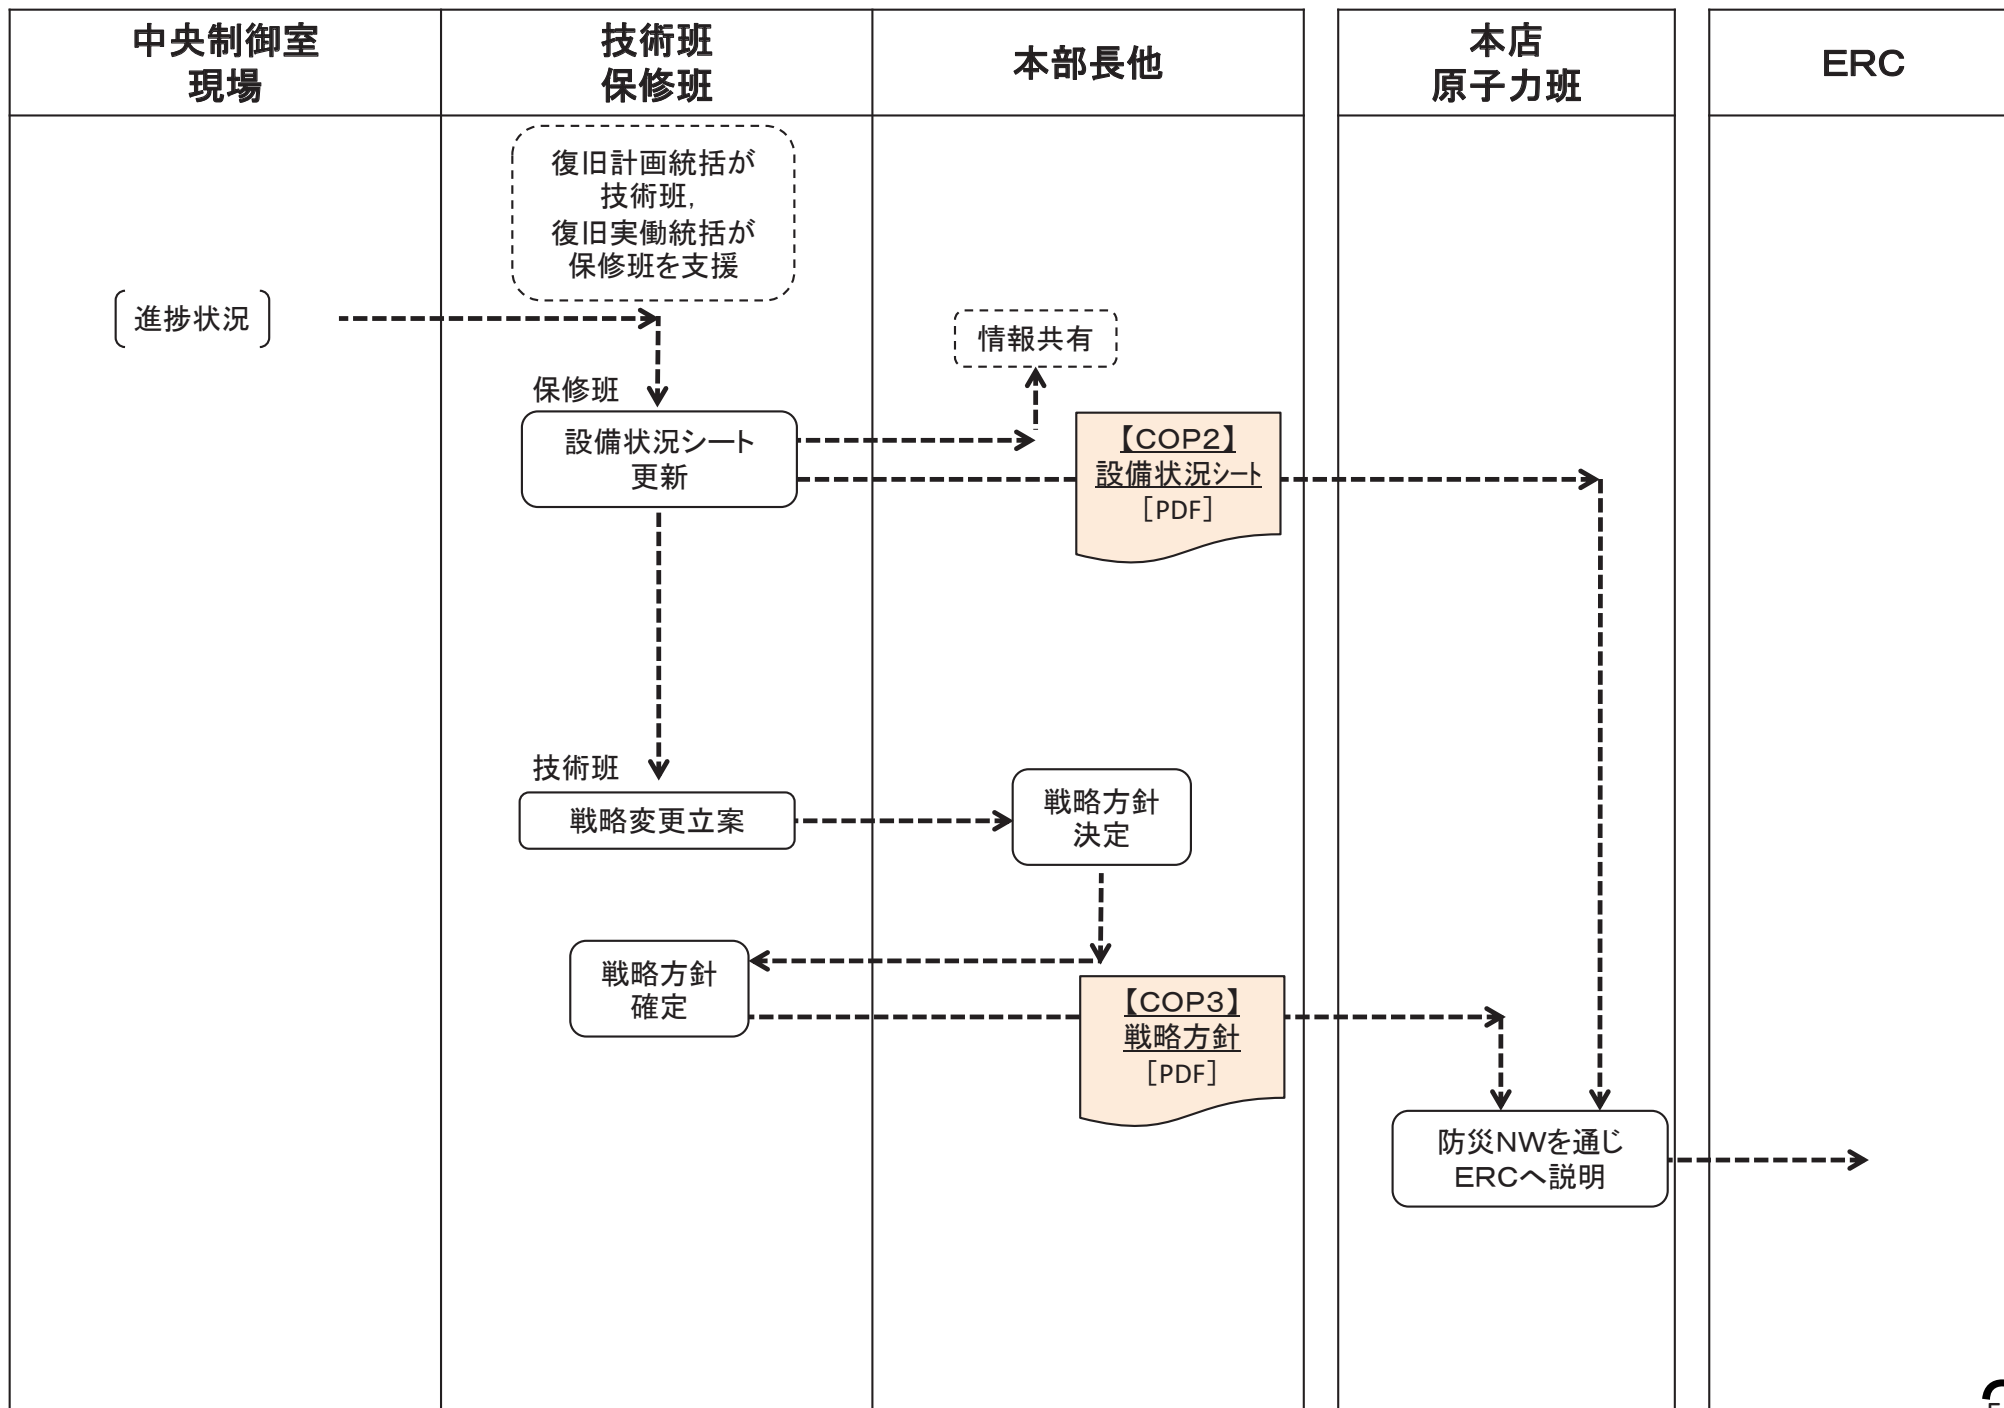 中央制御室
現場
技術班
保修班
本部長他
本店
原子力班
ERC
復旧計画統括が
技術班,
復旧実働統括が
保修班を支援
進捗状況
情報共有
保修班
設備状況シート
更新
【COP2】
設備状況シート
［PDF］
技術班
戦略変更立案
戦略方針
決定
戦略方針
確定
【COP3】
戦略方針
［PDF］
防災NWを通じ
ERCへ説明